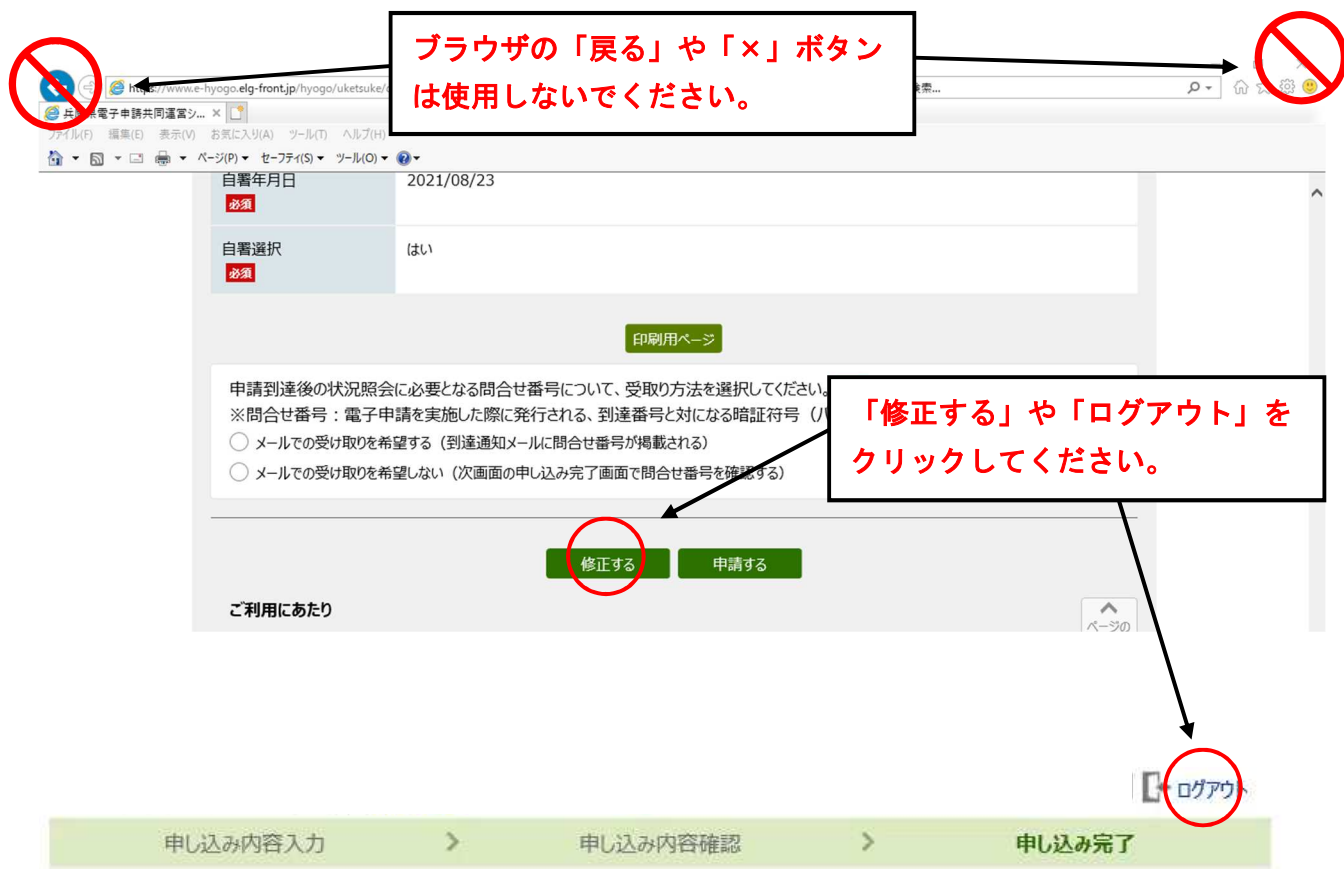 ブラウザの「戻る」や「×」ボタン
は使用しないでください。
https://www.e-hyogo.elg-front.jp/hyogo/uketsuke/
索...
兵庫県電子申請共同運営シ... ×
ファイル(F) 編集(E) 表示(V) お気に入り(A) ツール(T) ヘルプ(H)
ページ(P) セーフティ(S) ツール(O)
自署年月日 2021/08/23
必須
自署選択 はい
必須
印刷用ページ
申請到達後の状況照会に必要となる問合せ番号について、受取り方法を選択してください。
※問合せ番号：電子申請を実施した際に発行される、到達番号と対になる暗証符号（
メールでの受け取りを希望する（到達通知メールに問合せ番号が掲載される）
メールでの受け取りを希望しない（次画面の申し込み完了画面で問合せ番号を確認する）
「修正する」や「ログアウト」を
クリックしてください。
修正する 申請する
ご利用にあたり
ページの
ログアウト
申し込み内容入力 > 申し込み内容確認 > 申し込み完了